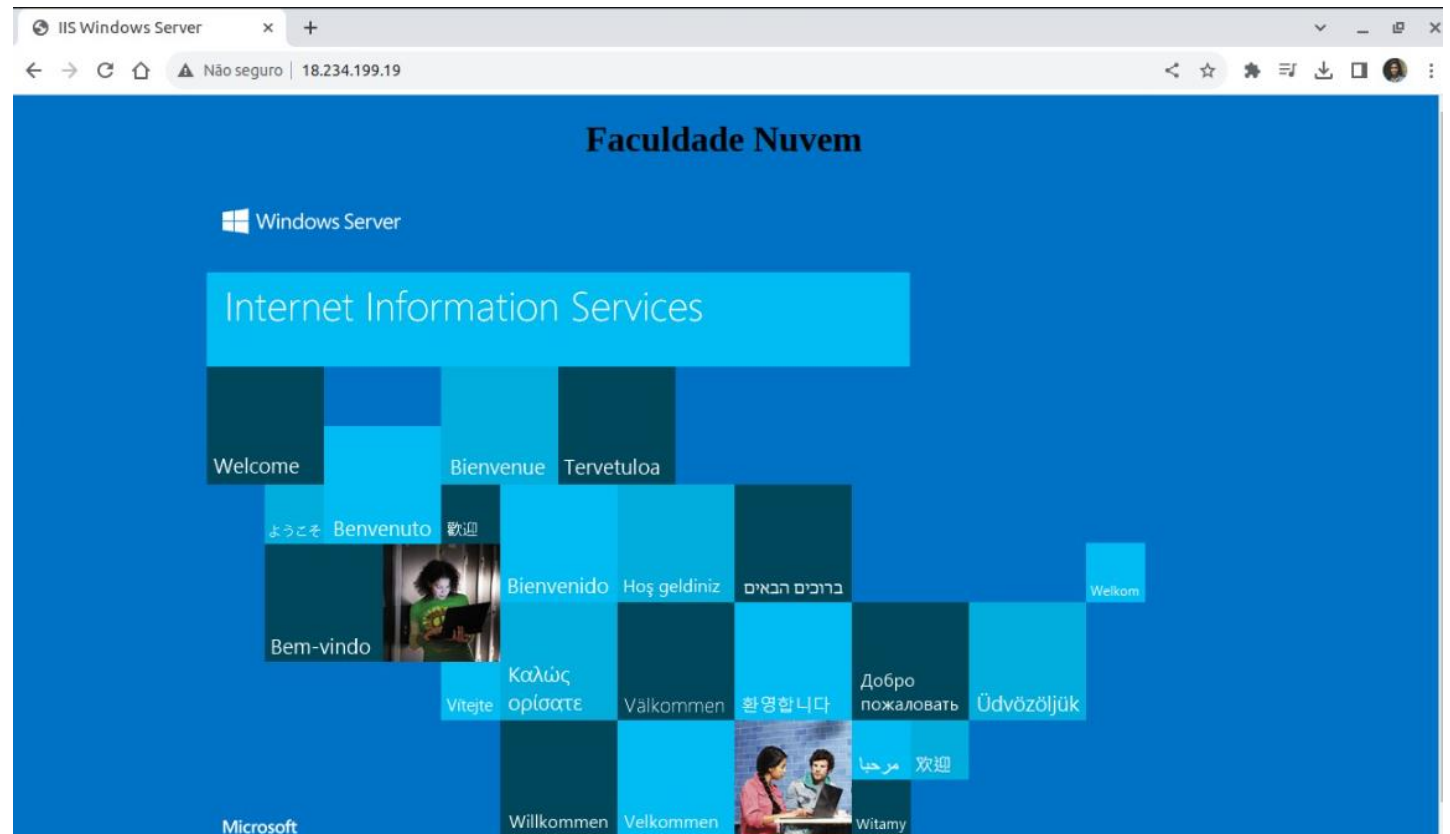 IIS Windows Server
Não seguro | 18.234.199.19
Faculdade Nuvem
Windows Server
Internet Information Services
Welcome
Bienvenue
Tervetuloa
ようこそ
Benvenuto
歡迎
Bienvenido
Hoş geldiniz
ברוכים הבאים
Welkom
Bem-vindo
Vítejte
Καλώς
ορίσατε
Välkommen
환영합니다
Добро
пожаловать
Üdvözöljük
مرحبا
欢迎
Microsoft
Willkommen
Velkommen
Witamy